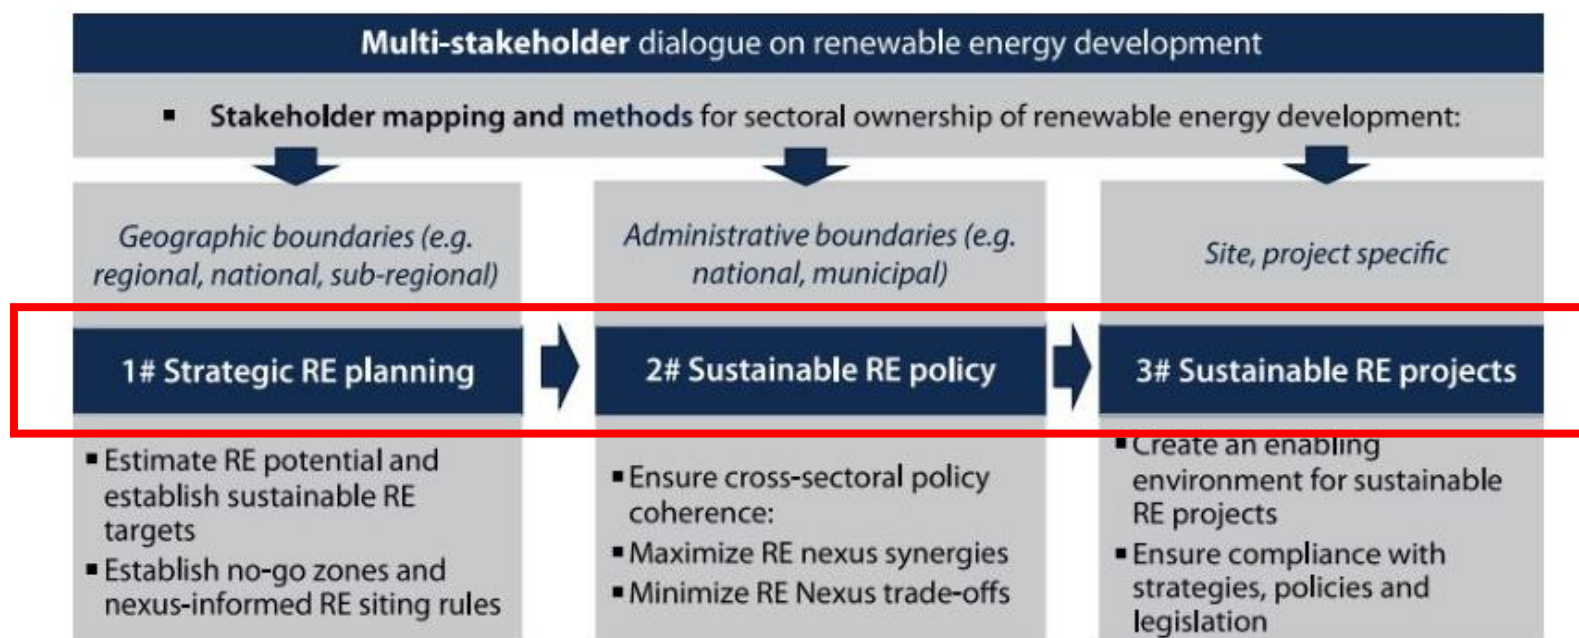 Multi-stakeholder dialogue on renewable energy development
▪ Stakeholder mapping and methods for sectoral ownership of renewable energy development:
Geographic boundaries (e.g.
regional, national, sub-regional)
1# Strategic RE planning
▪ Estimate RE potential and
establish sustainable RE
targets
▪ Establish no-go zones and
nexus-informed RE siting rules
Administrative boundaries (e.g.
national, municipal)
2# Sustainable RE policy
▪ Ensure cross-sectoral policy
coherence:
▪ Maximize RE nexus synergies
▪ Minimize RE Nexus trade-offs
Site, project specific
3# Sustainable RE projects
▪ Create an enabling
environment for sustainable
RE projects
▪ Ensure compliance with
strategies, policies and
legislation